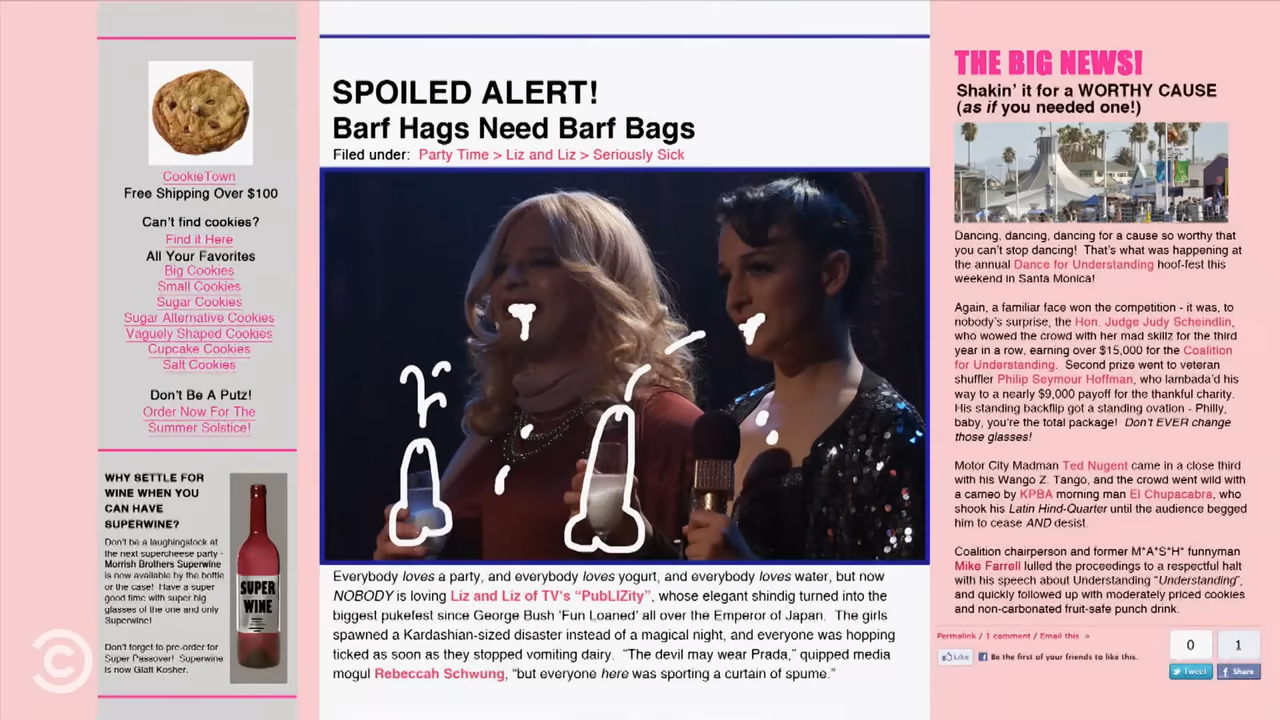 CookieTown
Free Shipping Over $100
Can't find cookies?
Find it Here
All Your Favorites
Big Cookies
Small Cookies
Sugar Cookies
Sugar Alternative Cookies
Vaguely Shaped Cookies
Cupcake Cookies
Salt Cookies
Don't Be A Putz!
Order Now For The
Summer Solstice!
WHY SETTLE FOR
WINE WHEN YOU
CAN HAVE
SUPERWINE?
Don't be a laughingstock at
the next supercheese party -
Morrish Brothers Superwine
is now available by the bottle
or the case! Have a super
good time with super big
glasses of the one and only
Superwine!
Don't forget to pre-order for
Super Passover! Superwine
is now Glatt Kosher.
SUPER
WINE
SPOILED ALERT!
Barf Hags Need Barf Bags
Filed under: Party Time > Liz and Liz > Seriously Sick
Everybody loves a party, and everybody loves yogurt, and everybody loves water, but now
NOBODY is loving Liz and Liz of TV's "PubLIZity", whose elegant shindig turned into the
biggest pukefest since George Bush 'Fun Loaned' all over the Emperor of Japan. The girls
spawned a Kardashian-sized disaster instead of a magical night, and everyone was hopping
ticked as soon as they stopped vomiting dairy. "The devil may wear Prada," quipped media
mogul Rebeccah Schwung, "but everyone here was sporting a curtain of spume."
THE BIG NEWS!
Shakin' it for a WORTHY CAUSE
(as if you needed one!)
Dancing, dancing, dancing for a cause so worthy that
you can't stop dancing! That's what was happening at
the annual Dance for Understanding hoof-fest this
weekend in Santa Monica!
Again, a familiar face won the competition - it was, to
nobody's surprise, the Hon. Judge Judy Scheindlin,
who wowed the crowd with her mad skillz for the third
year in a row, earning over $15,000 for the Coalition
for Understanding. Second prize went to veteran
shuffler Philip Seymour Hoffman, who lambada'd his
way to a nearly $9,000 payoff for the thankful charity.
His standing backflip got a standing ovation - Philly,
baby, you're the total package! Don't EVER change
those glasses!
Motor City Madman Ted Nugent came in a close third
with his Wango Z. Tango, and the crowd went wild with
a cameo by KPBA morning man El Chupacabra, who
shook his Latin Hind-Quarter until the audience begged
him to cease AND desist.
Coalition chairperson and former M*A*S*H* funnyman
Mike Farrell lulled the proceedings to a respectful halt
with his speech about Understanding "Understanding",
and quickly followed up with moderately priced cookies
and non-carbonated fruit-safe punch drink.
Permalink / 1 comment / Email this »
Like
Be the first of your friends to like this.
0
1
Tweet
Share